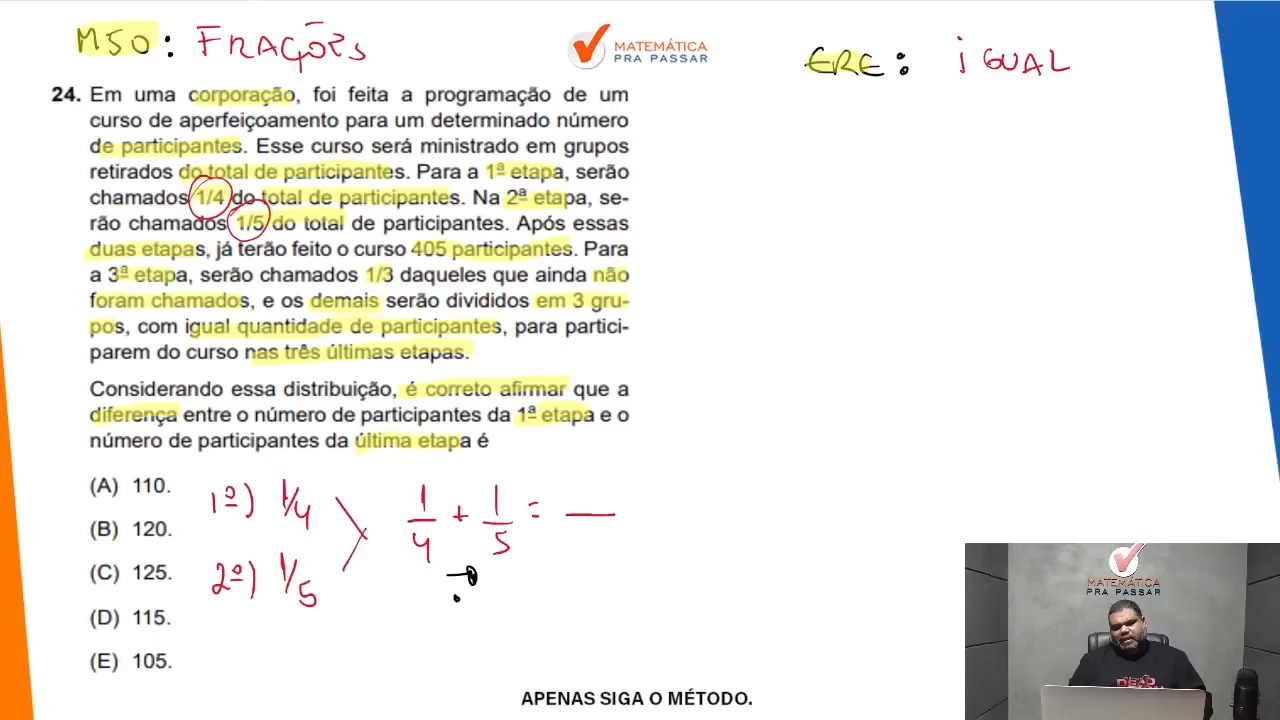 M50: FRAÇÕES
MATEMÁTICA
PRA PASSAR
ERE: iGUAL
24. Em uma corporação, foi feita a programação de um
curso de aperfeiçoamento para um determinado número
de participantes. Esse curso será ministrado em grupos
retirados do total de participantes. Para a 1ª etapa, serão
chamados 1/4 do total de participantes. Na 2ª etapa, se-
rão chamados 1/5 do total de participantes. Após essas
duas etapas, já terão feito o curso 405 participantes. Para
a 3ª etapa, serão chamados 1/3 daqueles que ainda não
foram chamados, e os demais serão divididos em 3 gru-
pos, com igual quantidade de participantes, para partici-
parem do curso nas três últimas etapas.
Considerando essa distribuição, é correto afirmar que a
diferença entre o número de participantes da 1ª etapa e o
número de participantes da última etapa é
(A) 110.
(B) 120.
(C) 125.
(D) 115.
(E) 105.
1º) 1/4
2º) 1/5
1/4 + 1/5 =
MATEMÁTICA
PRA PASSAR
APENAS SIGA O MÉTODO.